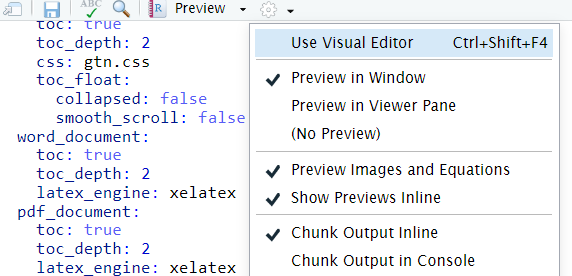 ABC R Preview
toc: true
toc_depth: 2
css: gtn.css
toc_float:
collapsed: false
smooth_scroll: false
word_document:
toc: true
toc_depth: 2
latex_engine: xelatex
pdf_document:
toc: true
toc_depth: 2
latex_engine: xelatex
Use Visual Editor Ctrl+Shift+F4
Preview in Window
Preview in Viewer Pane
(No Preview)
Preview Images and Equations
Show Previews Inline
Chunk Output Inline
Chunk Output in Console